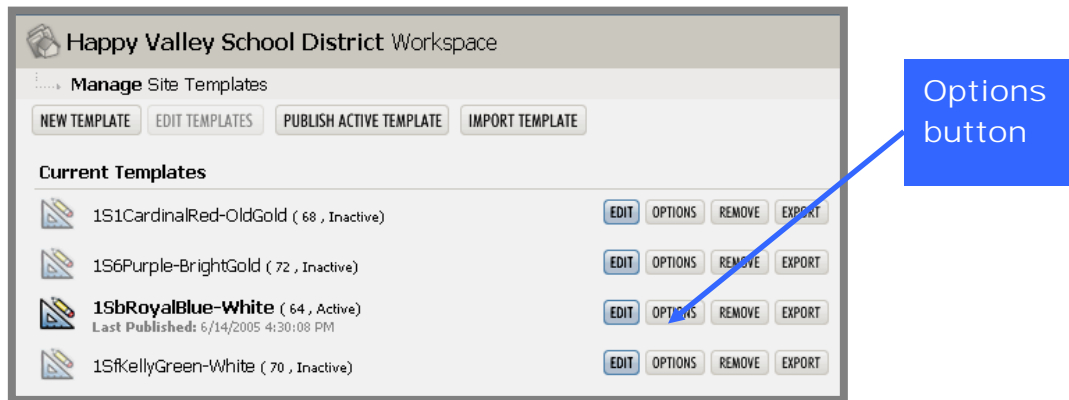 Happy Valley School District Workspace
Manage Site Templates
NEW TEMPLATE EDIT TEMPLATES PUBLISH ACTIVE TEMPLATE IMPORT TEMPLATE
Options
button
Current Templates
1S1CardinalRed-OldGold ( 68 , Inactive) EDIT OPTIONS REMOVE EXPORT
1S6Purple-BrightGold ( 72 , Inactive) EDIT OPTIONS REMOVE EXPORT
1SbRoyalBlue-White ( 64 , Active) EDIT OPTIONS REMOVE EXPORT
Last Published: 6/14/2005 4:30:08 PM
1SfKellyGreen-White ( 70 , Inactive) EDIT OPTIONS REMOVE EXPORT